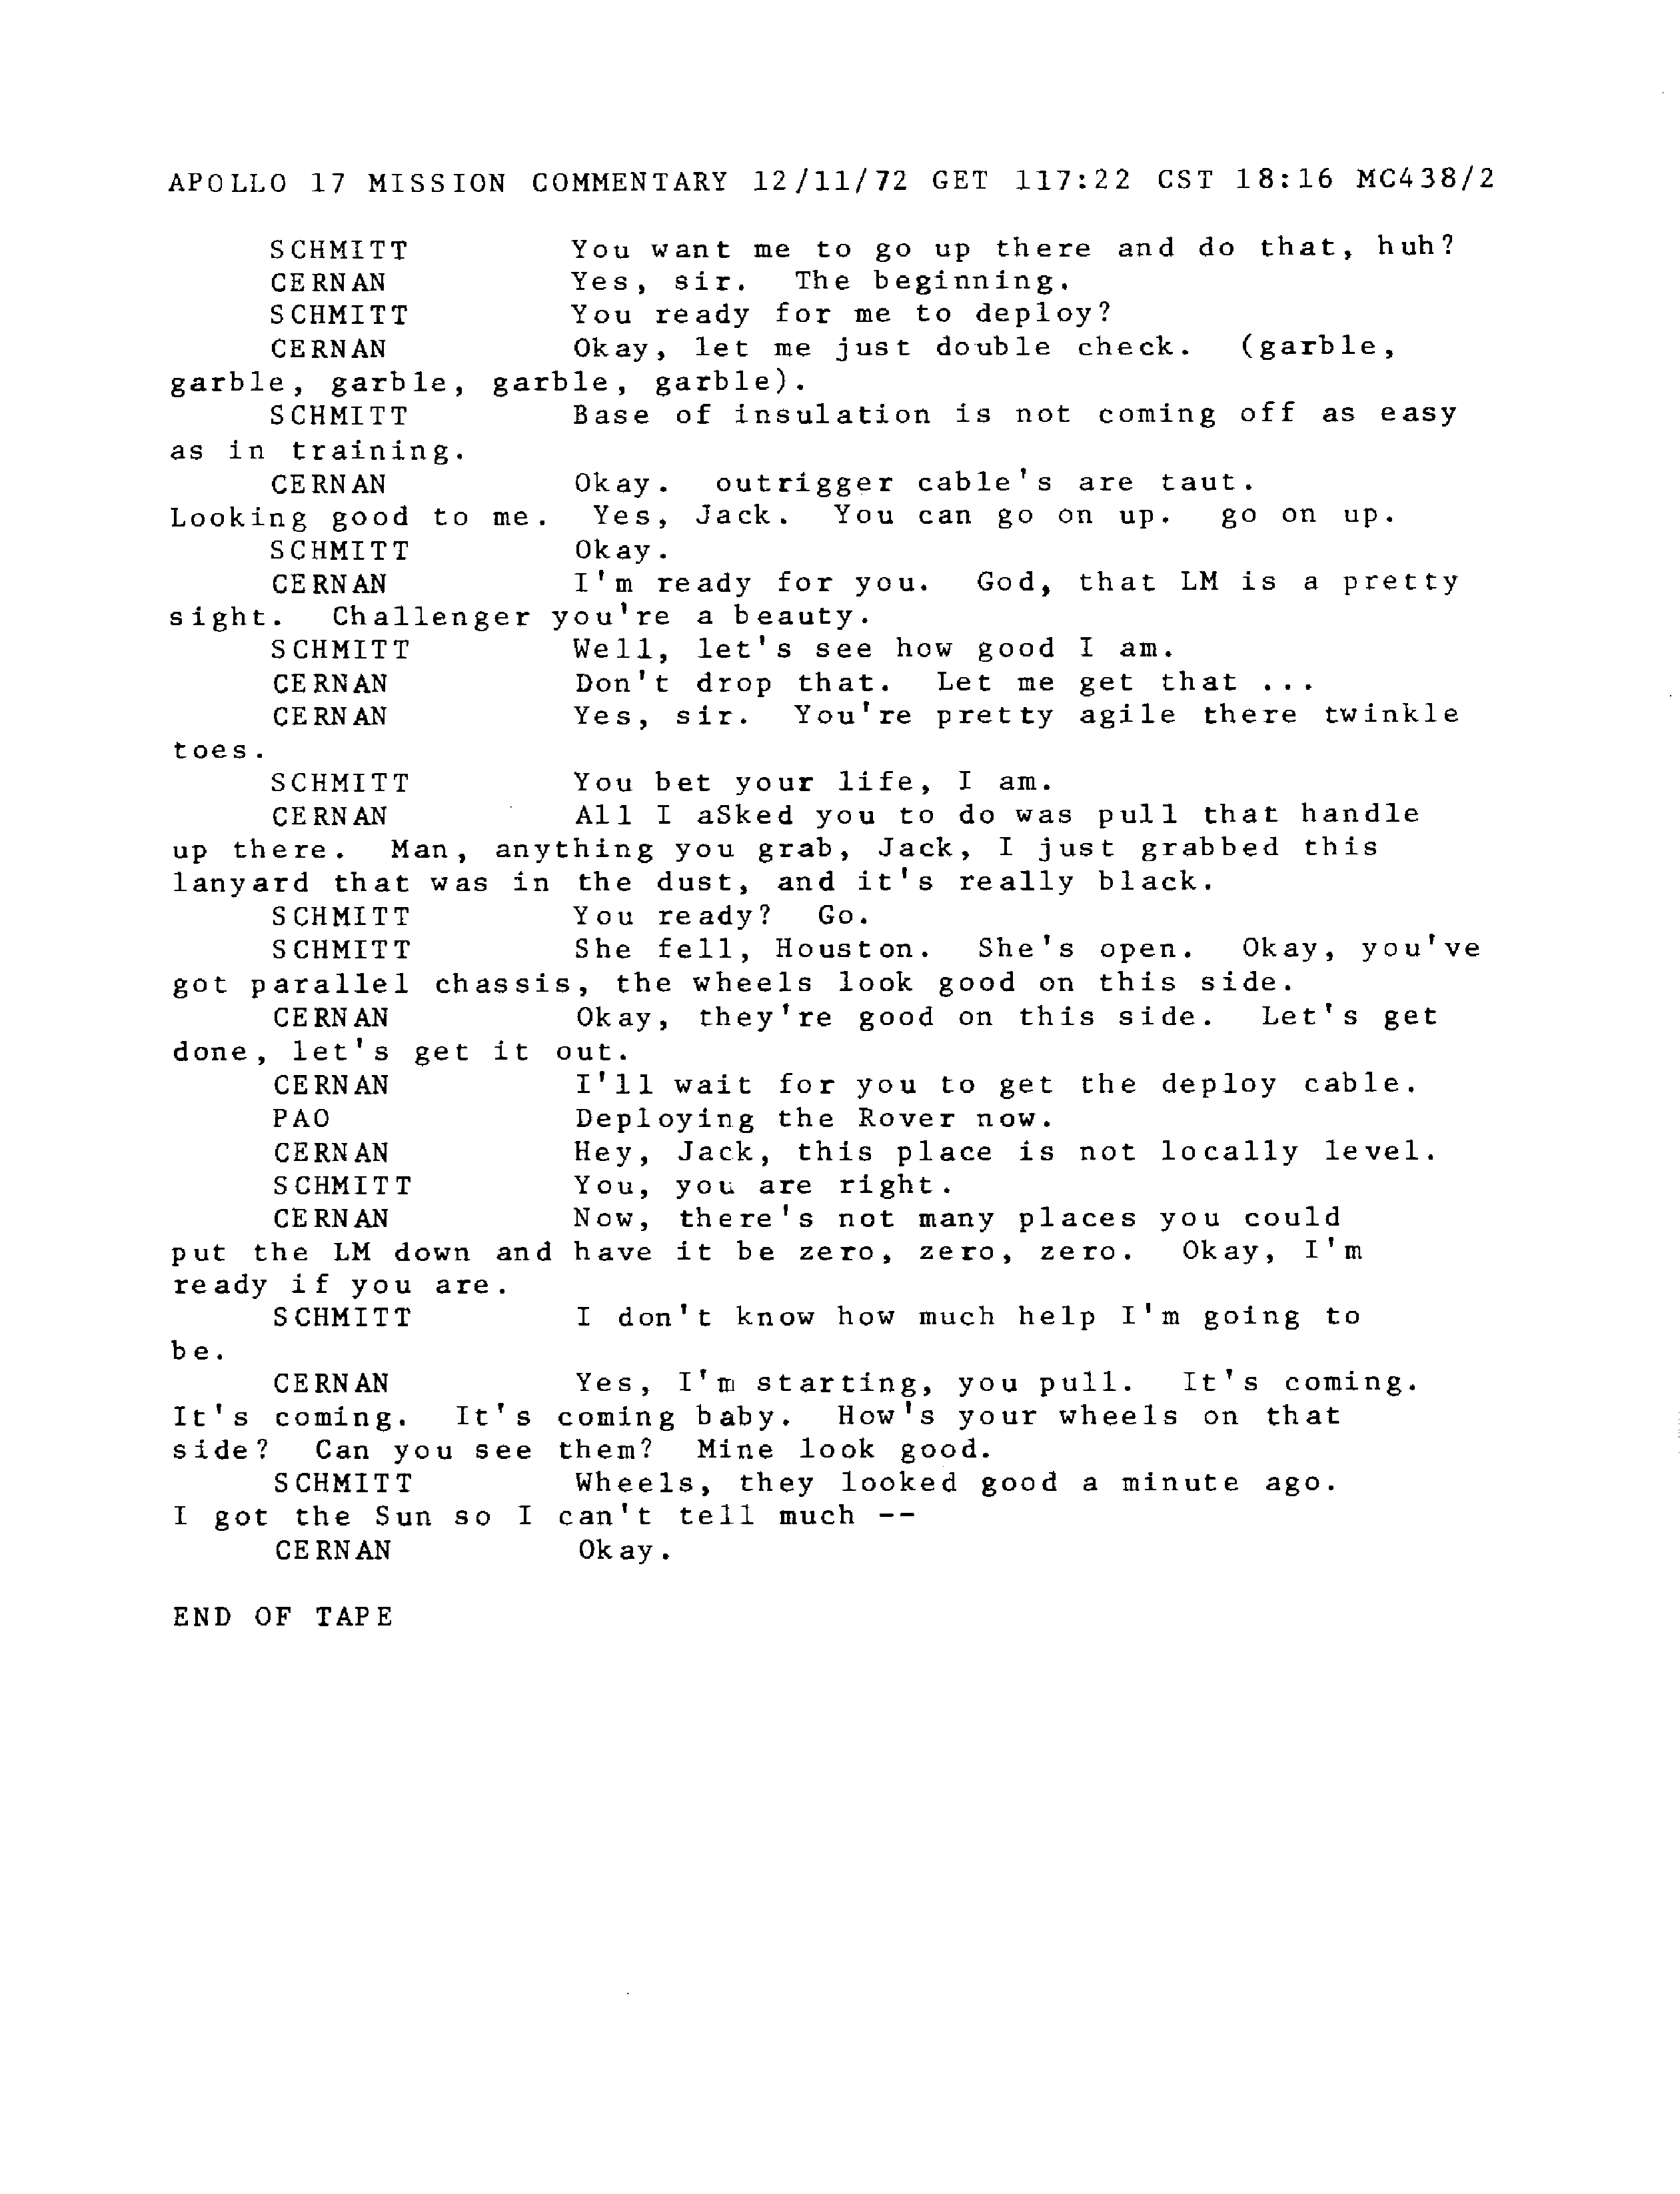 APOLLO 17 MISSION COMMENTARY 12/11/72 GET 117:22 CST 18:16 MC438/2
SCHMITT You want me to go up there and do that, huh?
CERNAN Yes, sir. The beginning.
SCHMITT You ready for me to deploy?
CERNAN Okay, let me just double check. (garble,
garble, garble, garble, garble).
SCHMITT Base of insulation is not coming off as easy
as in training.
CERNAN Okay. outrigger cable's are taut.
Looking good to me. Yes, Jack. You can go on up. go on up.
SCHMITT Okay.
CERNAN I'm ready for you. God, that LM is a pretty
sight. Challenger you're a beauty.
SCHMITT Well, let's see how good I am.
CERNAN Don't drop that. Let me get that ...
CERNAN Yes, sir. You're pretty agile there twinkle
toes.
SCHMITT You bet your life, I am.
CERNAN All I aSked you to do was pull that handle
up there. Man, anything you grab, Jack, I just grabbed this
lanyard that was in the dust, and it's really black.
SCHMITT You ready? Go.
SCHMITT She fell, Houston. She's open. Okay, you've
got parallel chassis, the wheels look good on this side.
CERNAN Okay, they're good on this side. Let's get
done, let's get it out.
CERNAN I'll wait for you to get the deploy cable.
PAO Deploying the Rover now.
CERNAN Hey, Jack, this place is not locally level.
SCHMITT You, you are right.
CERNAN Now, there's not many places you could
put the LM down and have it be zero, zero, zero. Okay, I'm
ready if you are.
SCHMITT I don't know how much help I'm going to
be.
CERNAN Yes, I'm starting, you pull. It's coming.
It's coming. It's coming baby. How's your wheels on that
side? Can you see them? Mine look good.
SCHMITT Wheels, they looked good a minute ago.
I got the Sun so I can't tell much --
CERNAN Okay.
END OF TAPE